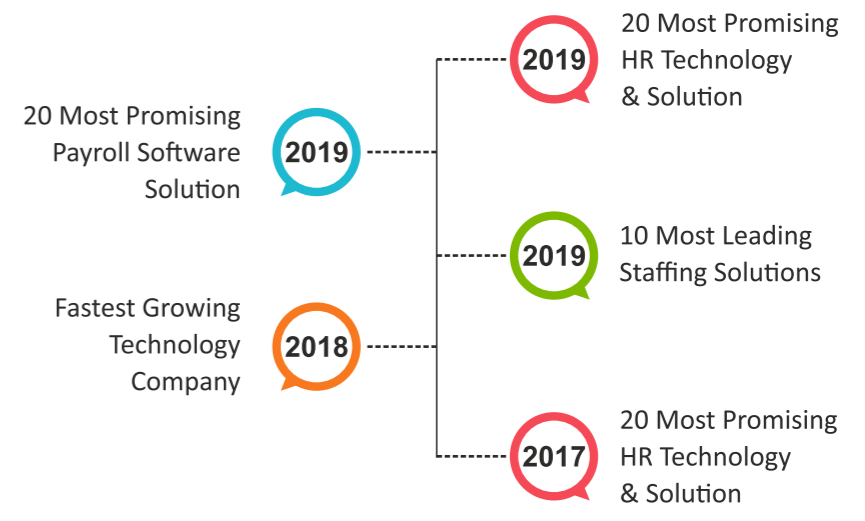 2019
20 Most Promising
HR Technology
& Solution
20 Most Promising
Payroll Software
Solution
2019
2019
10 Most Leading
Staffing Solutions
Fastest Growing
Technology
Company
2018
2017
20 Most Promising
HR Technology
& Solution